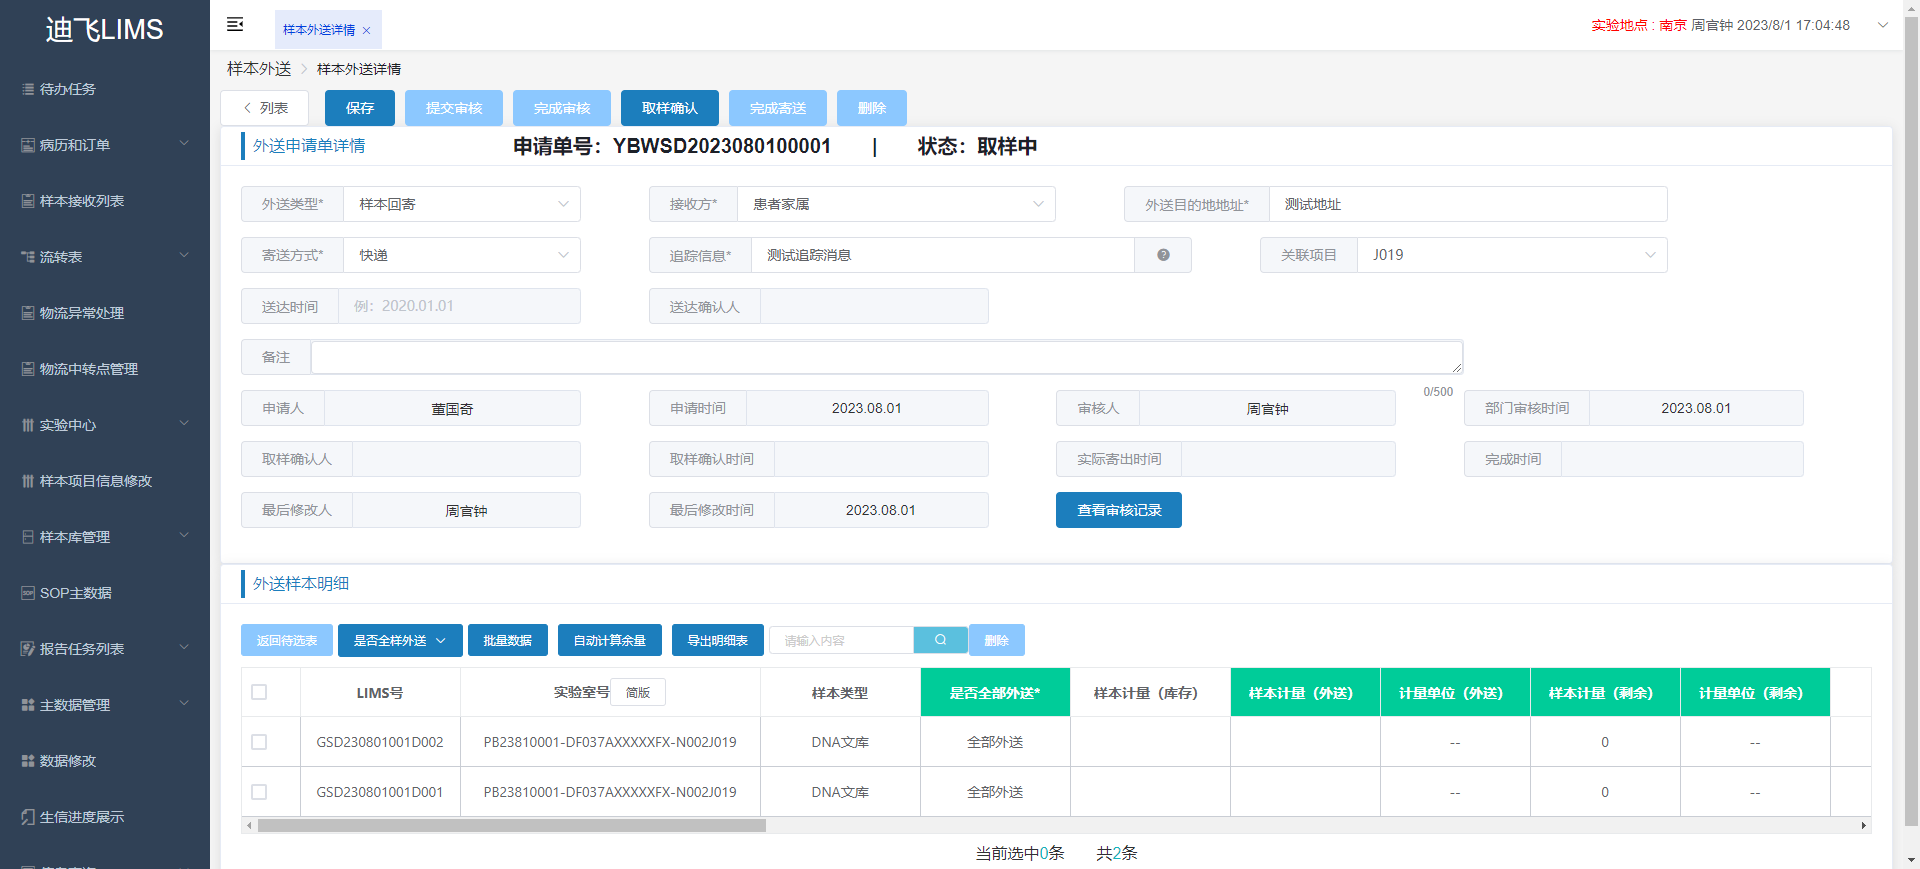 迪飞LIMS
待办任务
病历和订单
样本接收列表
流转表
物流异常处理
物流中转点管理
实验中心
样本项目信息修改
样本库管理
SOP主数据
报告任务列表
主数据管理
数据修改
生信进度展示
样本外送详情 ×
实验地点 : 南京 周官钟 2023/8/1 17:04:48
样本外送 > 样本外送详情
< 列表 保存 提交审核 完成审核 取样确认 完成寄送 删除
外送申请单详情 申请单号：YBWSD2023080100001 | 状态：取样中
外送类型* 样本回寄 接收方* 患者家属 外送目的地地址* 测试地址
寄送方式* 快递 追踪信息* 测试追踪消息 ? 关联项目 J019
送达时间 例：2020.01.01 送达确认人
备注
0/500
申请人 董国奇 申请时间 2023.08.01 审核人 周官钟 部门审核时间 2023.08.01
取样确认人 取样确认时间 实际寄出时间 完成时间
最后修改人 周官钟 最后修改时间 2023.08.01 查看审核记录
外送样本明细
返回待选表 是否全样外送 批量数据 自动计算余量 导出明细表 请输入内容 删除
LIMS号 实验室号 简版 样本类型 是否全部外送* 样本计量（库存） 样本计量（外送） 计量单位（外送） 样本计量（剩余） 计量单位（剩余）
GSD230801001D002 PB23810001-DF037AXXXXXFX-N002J019 DNA文库 全部外送 -- 0 --
GSD230801001D001 PB23810001-DF037AXXXXXFX-N002J019 DNA文库 全部外送 -- 0 --
当前选中0条 共2条